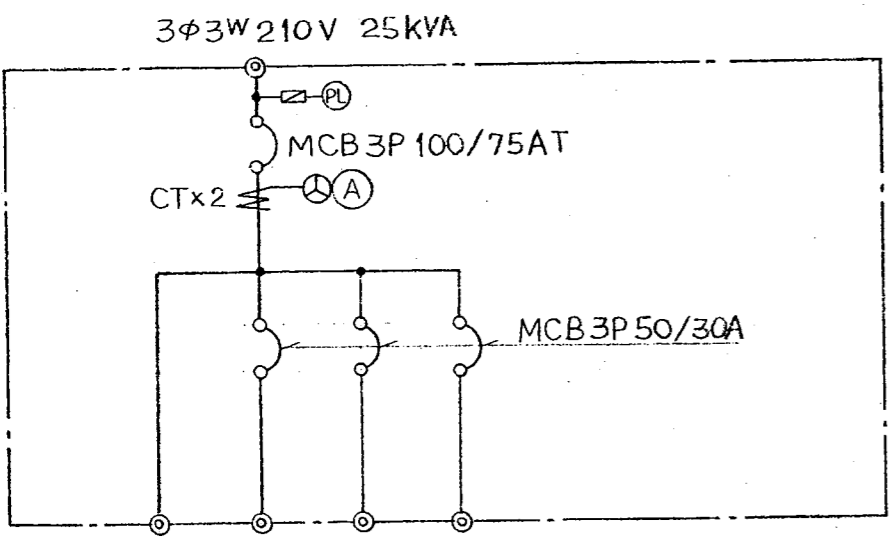 3φ3W 210V 25KVA
PL
MCB 3P 100/75AT
CT×2
A
MCB 3P 50/30A